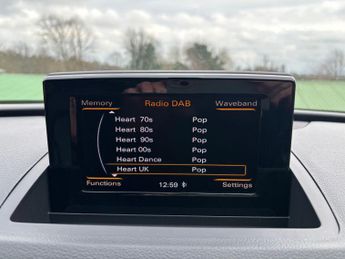 Memory Radio DAB Waveband
Heart 70s Pop
Heart 80s Pop
Heart 90s Pop
Heart 00s Pop
Heart Dance Pop
Heart UK Pop
Functions 12:59 Settings